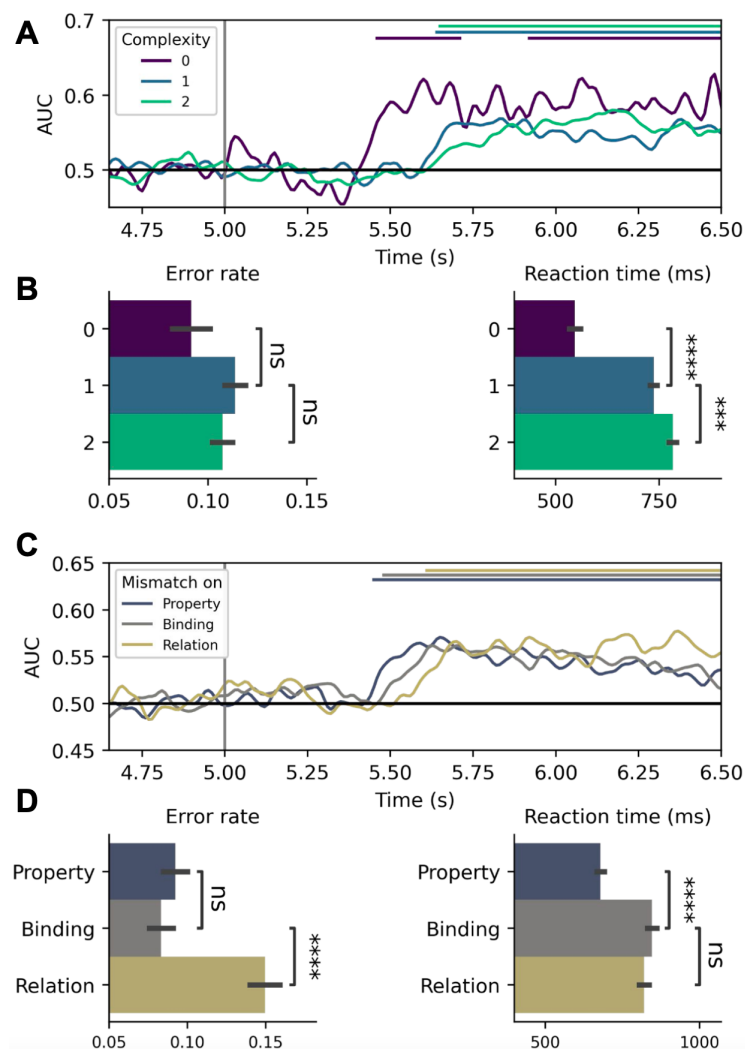 A
0.7
0.6
0.5
AUC
Complexity
0
1
2
4.75
5.00
5.25
5.50
5.75
6.00
6.25
6.50
Time (s)
B
Error rate
0
1
2
ns
ns
0.05
0.10
0.15
Reaction time (ms)
0
1
2
****
***
500
750
C
0.65
0.60
0.55
0.50
0.45
AUC
Mismatch on
Property
Binding
Relation
4.75
5.00
5.25
5.50
5.75
6.00
6.25
6.50
Time (s)
D
Error rate
Property
Binding
Relation
ns
****
0.05
0.10
0.15
Reaction time (ms)
Property
Binding
Relation
****
ns
500
1000